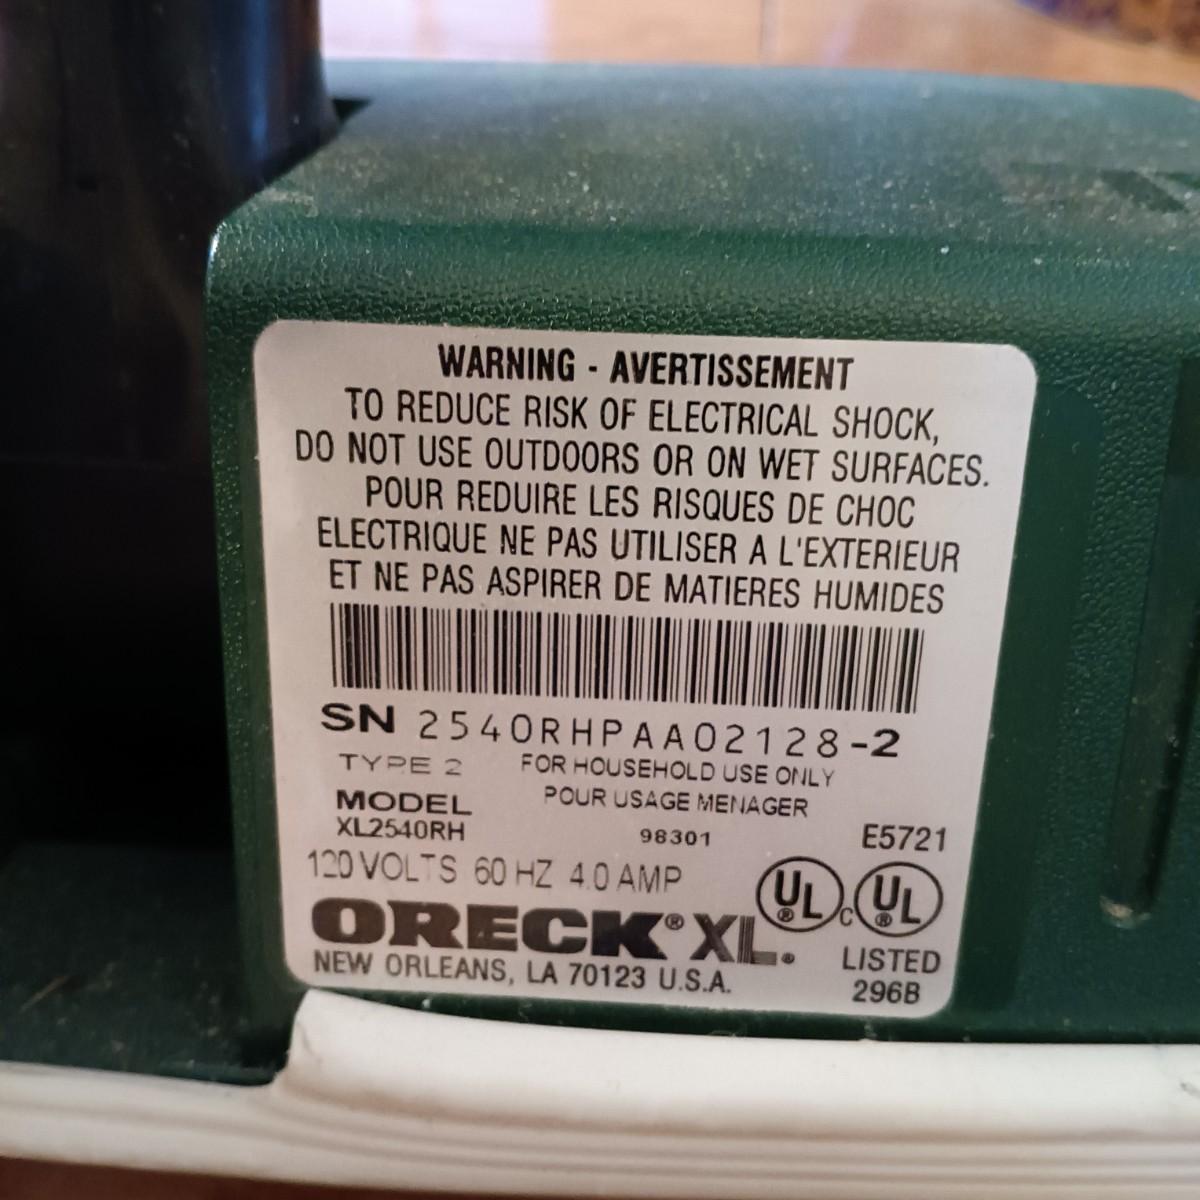 WARNING - AVERTISSEMENT
TO REDUCE RISK OF ELECTRICAL SHOCK,
DO NOT USE OUTDOORS OR ON WET SURFACES.
POUR REDUIRE LES RISQUES DE CHOC
ELECTRIQUE NE PAS UTILISER A L'EXTERIEUR
ET NE PAS ASPIRER DE MATIERES HUMIDES
SN 2540RHPAA02128-2
TYPE 2 FOR HOUSEHOLD USE ONLY
POUR USAGE MENAGER
MODEL
XL2540RH 98301 E5721
120 VOLTS 60 HZ 4.0 AMP
UL® C UL®
ORECK® XL.
LISTED
NEW ORLEANS, LA 70123 U.S.A.
296B